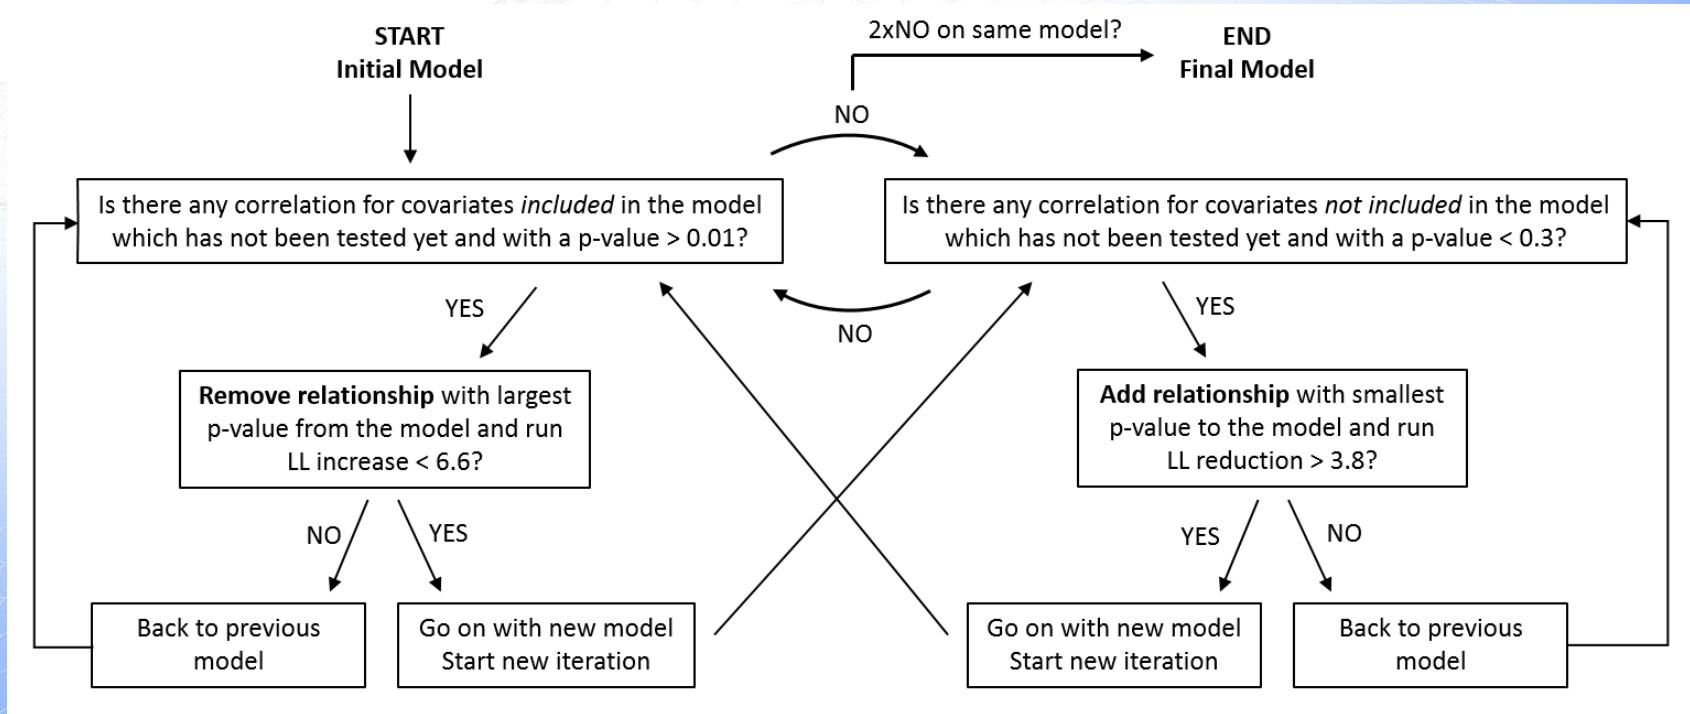 START
Initial Model
2xNO on same model?
END
Final Model
NO
Is there any correlation for covariates included in the model
which has not been tested yet and with a p-value > 0.01?
Is there any correlation for covariates not included in the model
which has not been tested yet and with a p-value < 0.3?
YES
NO
YES
Remove relationship with largest
p-value from the model and run
LL increase < 6.6?
Add relationship with smallest
p-value to the model and run
LL reduction > 3.8?
NO
YES
YES
NO
Back to previous
model
Go on with new model
Start new iteration
Go on with new model
Start new iteration
Back to previous
model